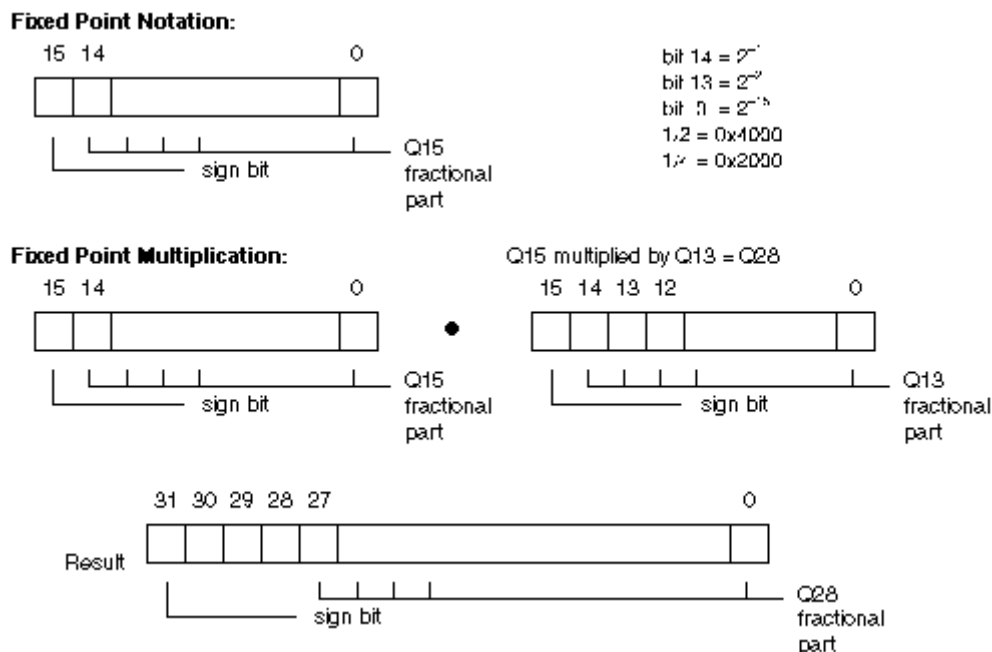 Fixed Point Notation:
15 14 0
bit 14 = 2
bit 13 = 2
bit = 2
1/2 = 0x4000
= 0x2000
Q15
fractional
part
sign bit
Fixed Point Multiplication:
Q15 multiplied by Q13 = Q28
15 14 0
15 14 13 12 0
Q15
fractional
part
sign bit
Q13
fractional
part
sign bit
31 30 29 28 27 0
Result
Q28
fractional
part
sign bit